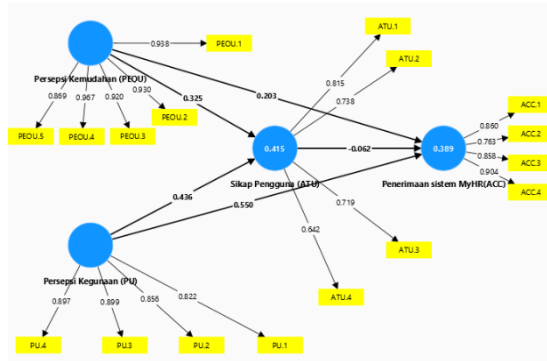 ATU.1
0.938
PEOU.1
ATU.2
0.815
Persepsi Kemudahan (PEOU)
0.738
0.869
0.967
0.920
0.930
0.325
0.203
PEOU.2
PEOU.5
PEOU.4
PEOU.3
ACC.1
0.860
ACC.2
0.415
-0.062
0.389
0.763
0.858
ACC.3
Sikap Pengguna (ATU)
Penerimaan sistem MyHR(ACC)
0.904
ACC.4
0.436
0.550
0.719
0.642
ATU.3
Persepsi Kegunaan (PU)
0.897
0.899
0.856
0.822
ATU.4
PU.4
PU.3
PU.2
PU.1